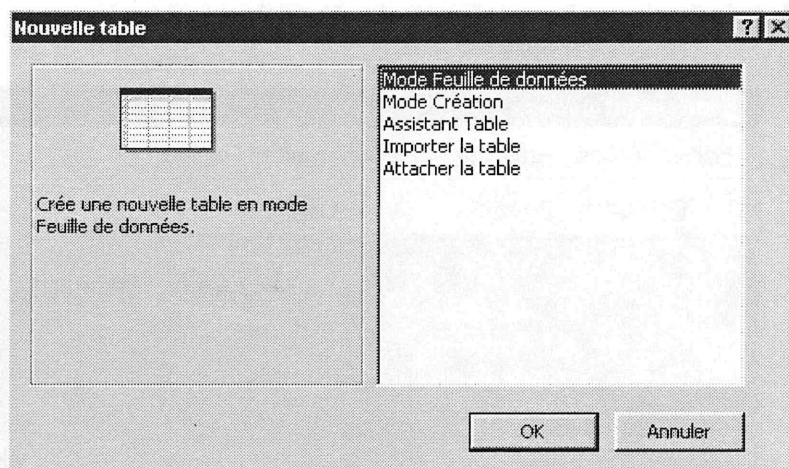 Nouvelle table
Mode Feuille de données
Mode Création
Assistant Table
Importer la table
Attacher la table
Crée une nouvelle table en mode
Feuille de données.
OK
Annuler